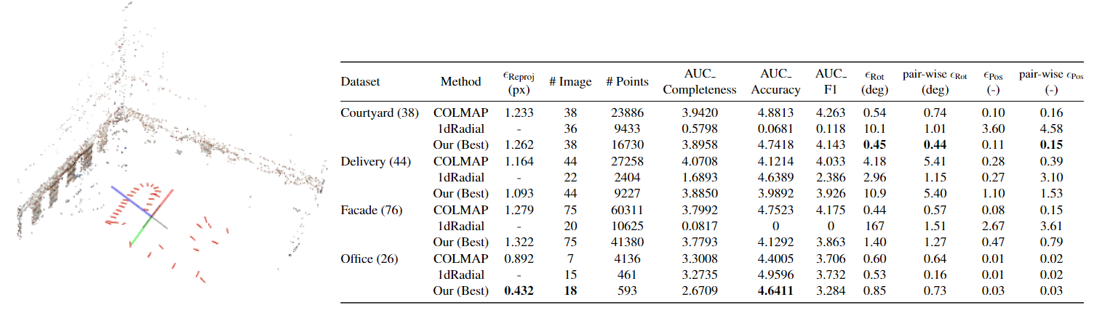 Dataset Method ϵReproj (px) # Image # Points AUC_ Completeness AUC_ Accuracy AUC_ F1 ϵRot (deg) pair-wise ϵRot (deg) ϵPos (-) pair-wise ϵPos (-)
Courtyard (38) COLMAP 1.233 38 23886 3.9420 4.8813 4.263 0.54 0.74 0.10 0.16
1dRadial - 36 9433 0.5798 0.0681 0.118 10.1 1.01 3.60 4.58
Our (Best) 1.262 38 16730 3.8958 4.7418 4.143 0.45 0.44 0.11 0.15
Delivery (44) COLMAP 1.164 44 27258 4.0708 4.1214 4.033 4.18 5.41 0.28 0.39
1dRadial - 22 2404 1.6893 4.6389 2.386 2.96 1.15 0.27 3.10
Our (Best) 1.093 44 9227 3.8850 3.9892 3.926 10.9 5.40 1.10 1.53
Facade (76) COLMAP 1.279 75 60311 3.7992 4.7523 4.175 0.44 0.57 0.08 0.15
1dRadial - 20 10625 0.0817 0 0 167 1.51 2.67 3.61
Our (Best) 1.322 75 41380 3.7793 4.1292 3.863 1.40 1.27 0.47 0.79
Office (26) COLMAP 0.892 7 4136 3.3008 4.4005 3.706 0.60 0.64 0.01 0.02
1dRadial - 15 461 3.2735 4.9596 3.732 0.53 0.16 0.01 0.02
Our (Best) 0.432 18 593 2.6709 4.6411 3.284 0.85 0.73 0.03 0.03